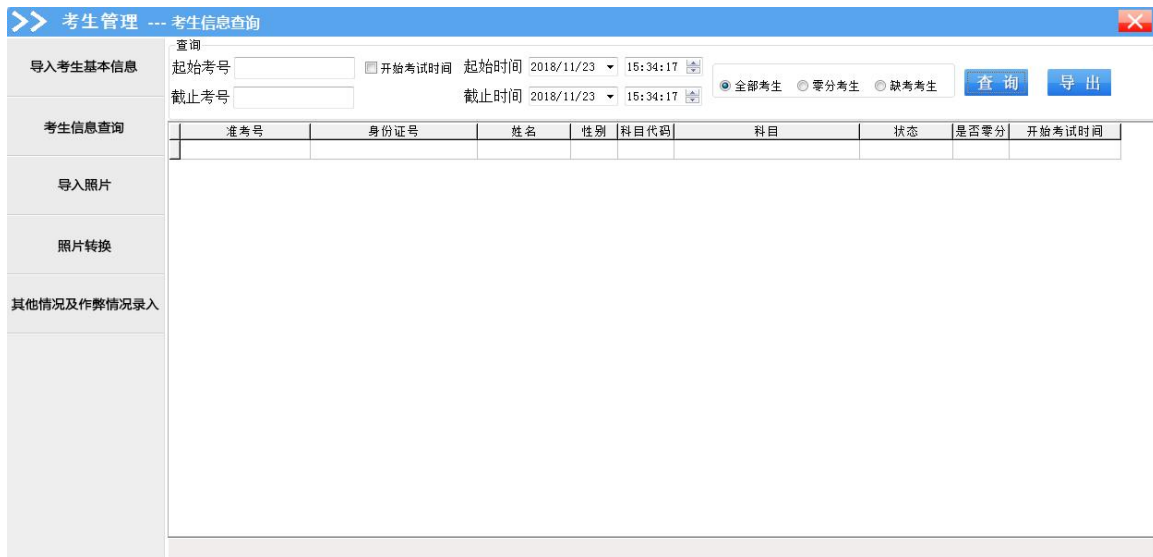 >> 考生管理 --- 考生信息查询
导入考生基本信息
考生信息查询
导入照片
照片转换
其他情况及作弊情况录入
查询
起始考号 开始考试时间 起始时间 2018/11/23 15:34:17
截止考号 截止时间 2018/11/23 15:34:17
全部考生 零分考生 缺考考生 查询 导出
准考号 身份证号 姓名 性别 科目代码 科目 状态 是否零分 开始考试时间